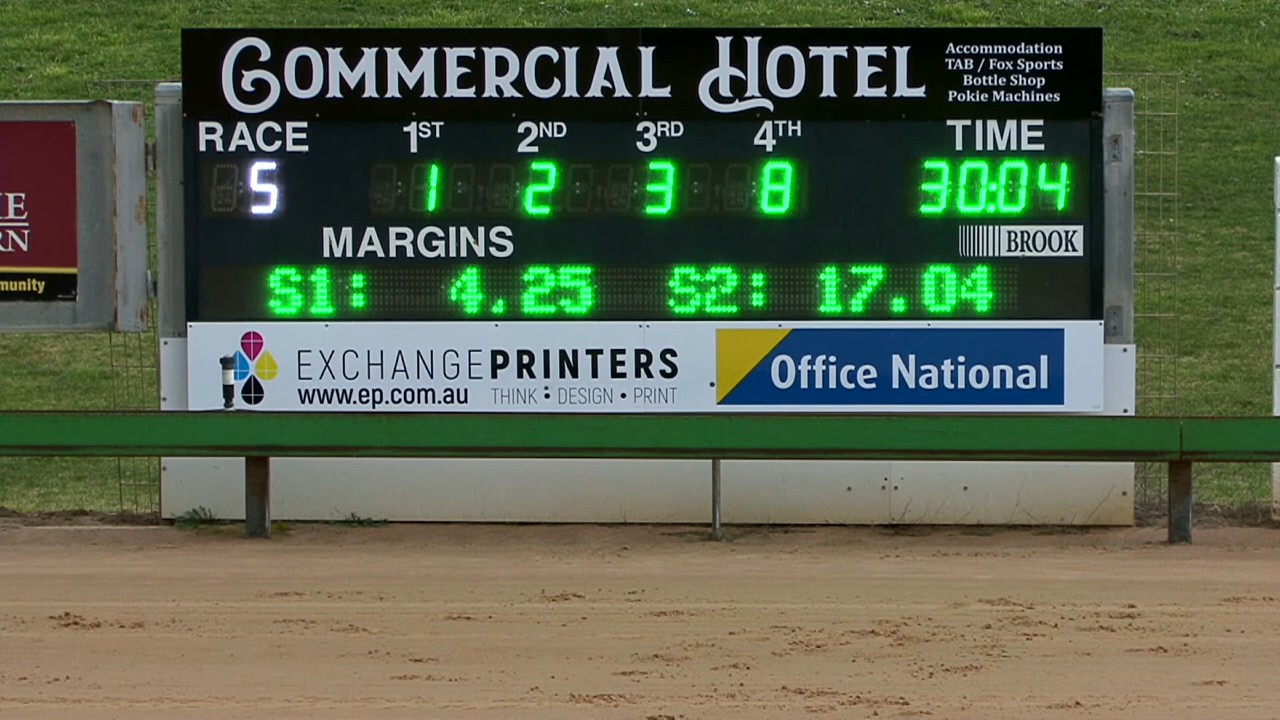 COMMERCIAL HOTEL
Accommodation
TAB / Fox Sports
Bottle Shop
Pokie Machines
RACE 1ST 2ND 3RD 4TH TIME
5 1 2 3 8 30:04
MARGINS
BROOK
S1: 4.25 S2: 17.04
EXCHANGEPRINTERS
www.ep.com.au THINK : DESIGN • PRINT
Office National